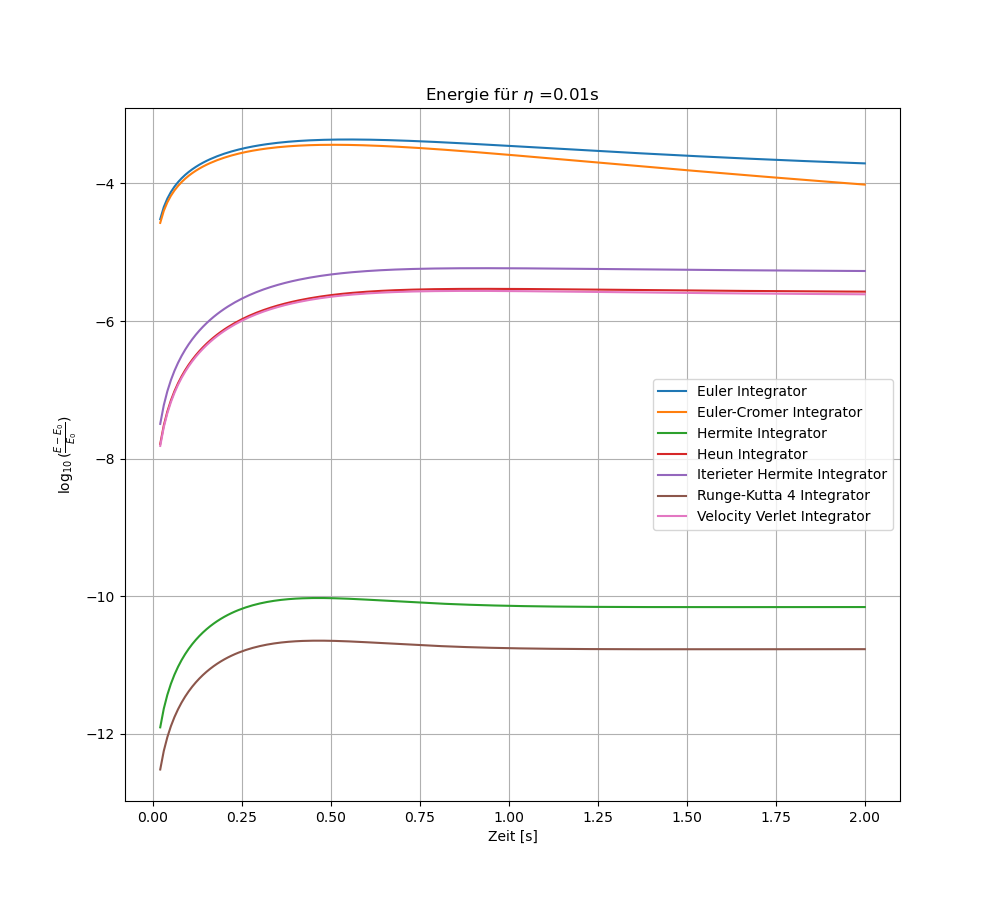 Energie für η =0.01s
log₁₀ (E − E₀ / E₀)
−4
−6
−8
−10
−12
Euler Integrator
Euler-Cromer Integrator
Hermite Integrator
Heun Integrator
Iterieter Hermite Integrator
Runge-Kutta 4 Integrator
Velocity Verlet Integrator
0.00 0.25 0.50 0.75 1.00 1.25 1.50 1.75 2.00
Zeit [s]